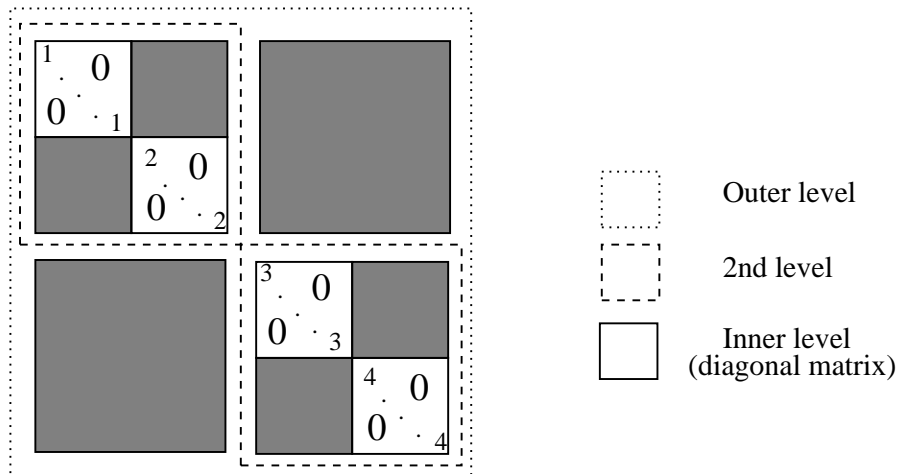 1 0
0 1
2 0
0 2
3 0
0 3
4 0
0 4
Outer level
2nd level
Inner level
(diagonal matrix)